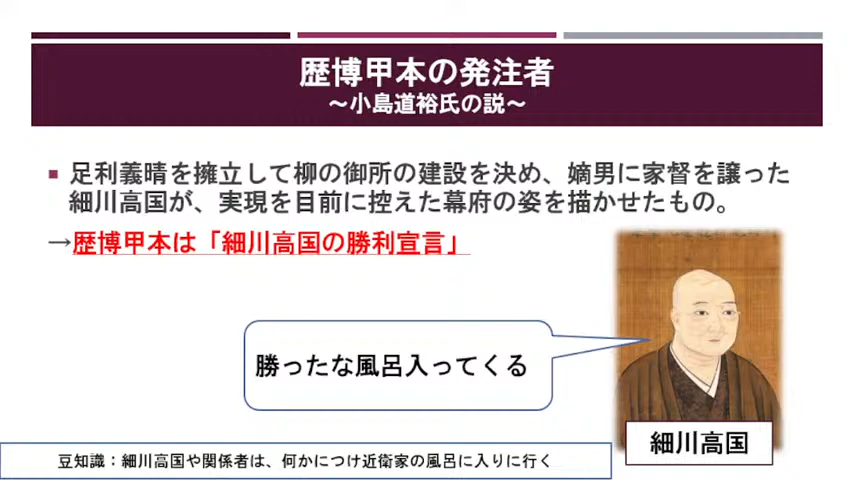 歴博甲本の発注者
～小島道裕氏の説～
足利義晴を擁立して柳の御所の建設を決め、嫡男に家督を譲った
細川高国が、実現を目前に控えた幕府の姿を描かせたもの。
→歴博甲本は「細川高国の勝利宣言」
勝ったな風呂入ってくる
細川高国
豆知識：細川高国や関係者は、何かにつけ近衛家の風呂に入りに行く